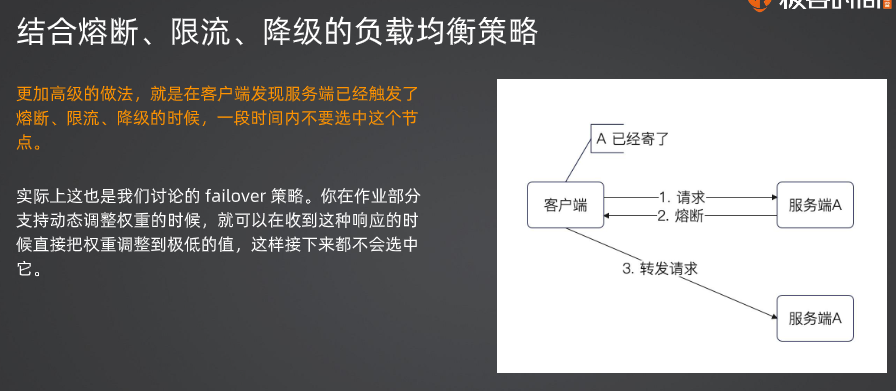 极客时间
结合熔断、限流、降级的负载均衡策略
更加高级的做法，就是在客户端发现服务端已经触发了
熔断、限流、降级的时候，一段时间内不要选中这个节
点。
实际上这也是我们讨论的 failover 策略。你在作业部分
支持动态调整权重的时候，就可以在收到这种响应的时
候直接把权重调整到极低的值，这样接下来都不会选中
它。
A 已经寄了
客户端
1. 请求
2. 熔断
服务端A
3. 转发请求
服务端A